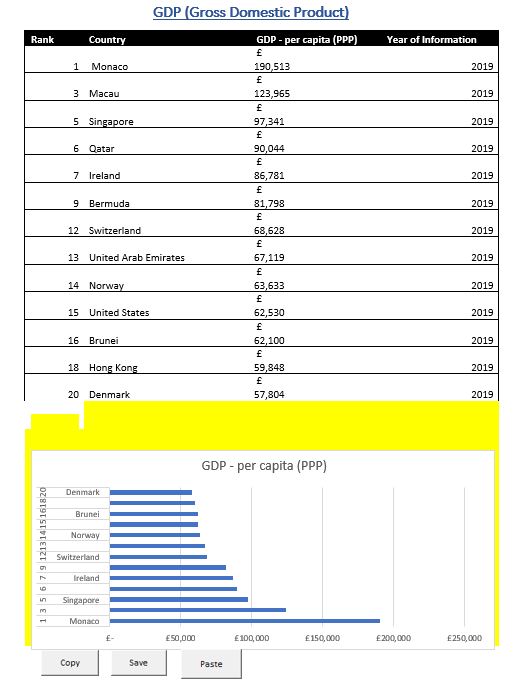 GDP (Gross Domestic Product)
Rank Country GDP - per capita (PPP) Year of Information
£
1 Monaco 190,513 2019
£
3 Macau 123,965 2019
£
5 Singapore 97,341 2019
£
6 Qatar 90,044 2019
£
7 Ireland 86,781 2019
£
9 Bermuda 81,798 2019
£
12 Switzerland 68,628 2019
£
13 United Arab Emirates 67,119 2019
£
14 Norway 63,633 2019
£
15 United States 62,530 2019
£
16 Brunei 62,100 2019
£
18 Hong Kong 59,848 2019
£
20 Denmark 57,804 2019
GDP - per capita (PPP)
Denmark
Brunei
Norway
Switzerland
Ireland
Singapore
Monaco
1 3 5 6 7 9 12 13 14 15 16 18 20
£- £50,000 £100,000 £150,000 £200,000 £250,000
Copy Save Paste